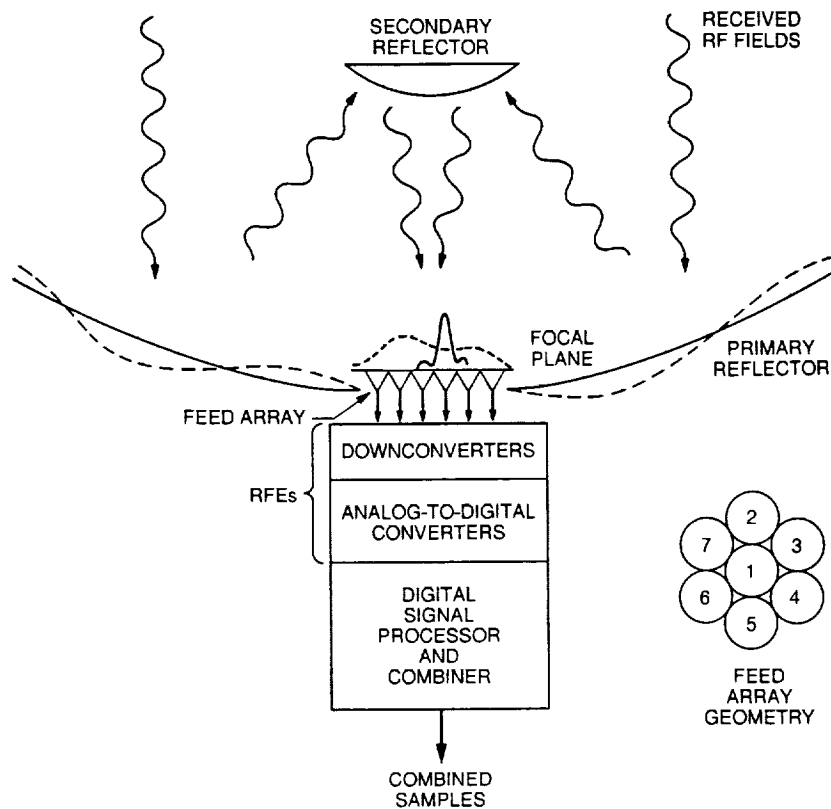 SECONDARY
REFLECTOR
RECEIVED
RF FIELDS
FOCAL
PLANE
PRIMARY
REFLECTOR
FEED ARRAY
RFEs
DOWNCONVERTERS
ANALOG-TO-DIGITAL
CONVERTERS
DIGITAL
SIGNAL
PROCESSOR
AND
COMBINER
COMBINED
SAMPLES
2
7
3
1
6
4
5
FEED
ARRAY
GEOMETRY